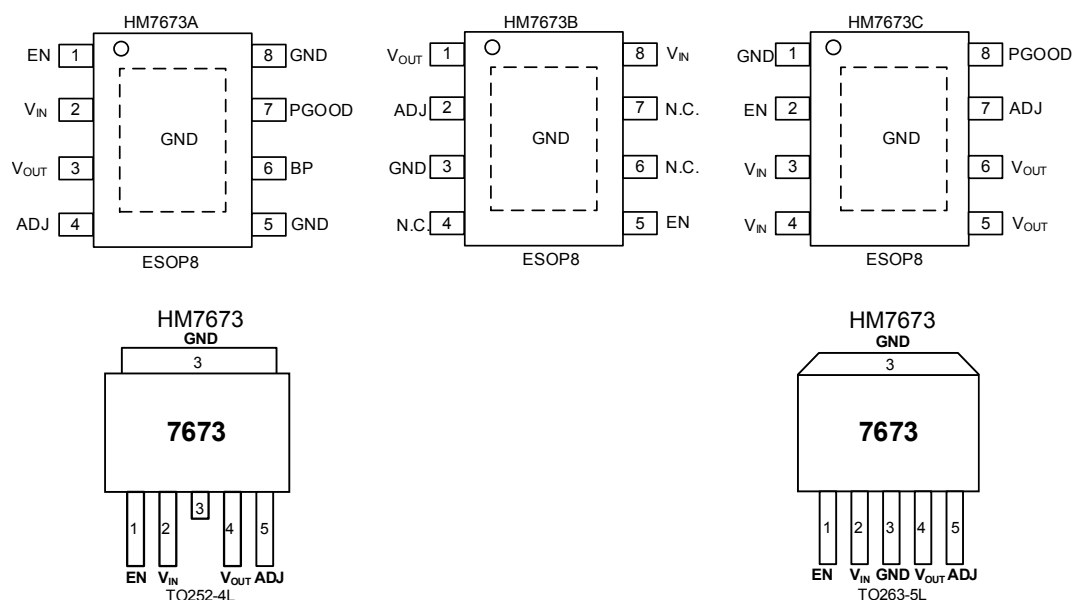 HM7673A HM7673B HM7673C
EN 1 8 GND V_OUT 1 8 V_IN GND 1 8 PGOOD
V_IN 2 7 PGOOD ADJ 2 7 N.C. EN 2 7 ADJ
GND GND GND
V_OUT 3 6 BP GND 3 6 N.C. V_IN 3 6 V_OUT
ADJ 4 5 GND N.C. 4 5 EN V_IN 4 5 V_OUT
ESOP8 ESOP8 ESOP8
HM7673 HM7673
GND GND
3 3
7673 7673
1 2 3 4 5 1 2 3 4 5
EN V_IN V_OUT ADJ EN V_IN GND V_OUT ADJ
TO252-4L TO263-5L